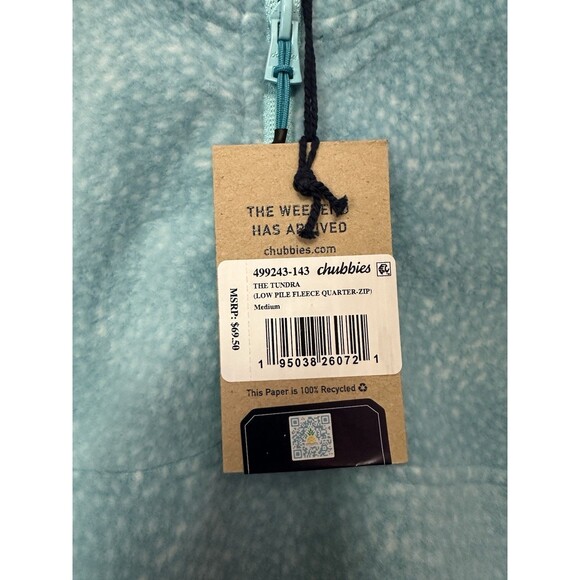 THE WEEKEND
HAS ARRIVED
chubbies.com
499243-143 chubbies
THE TUNDRA
(LOW PILE FLEECE QUARTER-ZIP)
Medium
MSRP: $69.50
1 95038 26072 1
This Paper is 100% Recycled